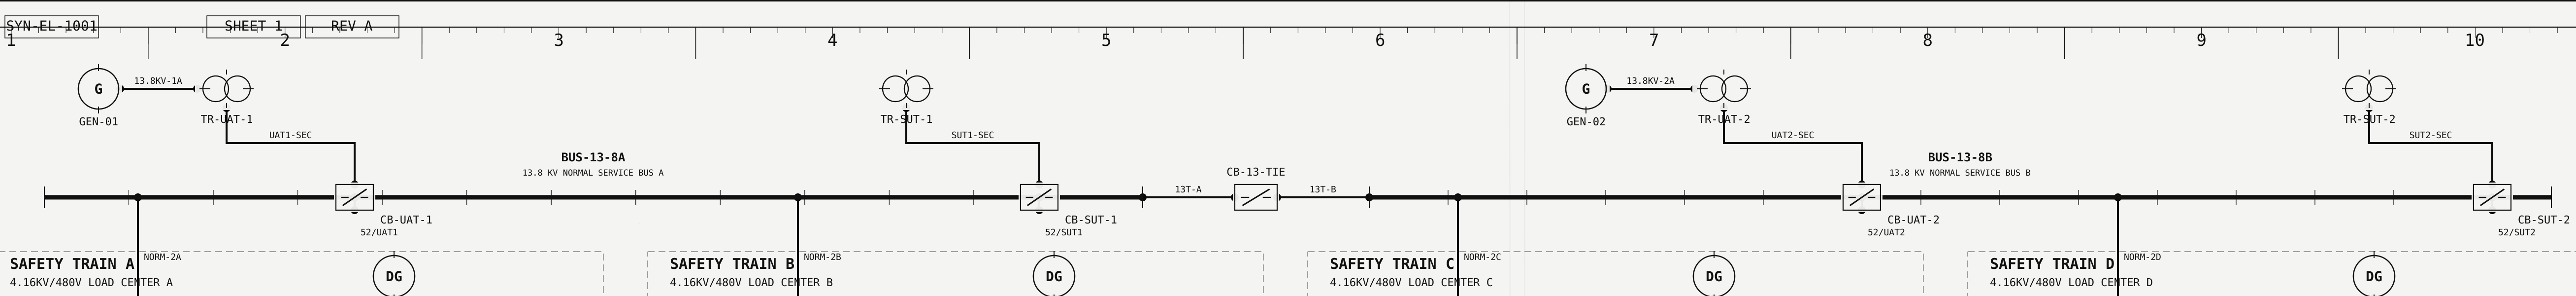 SYN-EL-1001 SHEET 1 REV A
1 2 3 4 5 6 7 8 9 10
G 13.8KV-1A G 13.8KV-2A
GEN-01 TR-UAT-1 TR-SUT-1 GEN-02 TR-UAT-2 TR-SUT-2
UAT1-SEC SUT1-SEC UAT2-SEC SUT2-SEC
BUS-13-8A BUS-13-8B
13.8 KV NORMAL SERVICE BUS A CB-13-TIE 13.8 KV NORMAL SERVICE BUS B
13T-A 13T-B
CB-UAT-1 CB-SUT-1 CB-UAT-2 CB-SUT-2
52/UAT1 52/SUT1 52/UAT2 52/SUT2
NORM-2A NORM-2B NORM-2C NORM-2D
SAFETY TRAIN A SAFETY TRAIN B SAFETY TRAIN C SAFETY TRAIN D
DG DG DG DG
4.16KV/480V LOAD CENTER A 4.16KV/480V LOAD CENTER B 4.16KV/480V LOAD CENTER C 4.16KV/480V LOAD CENTER D